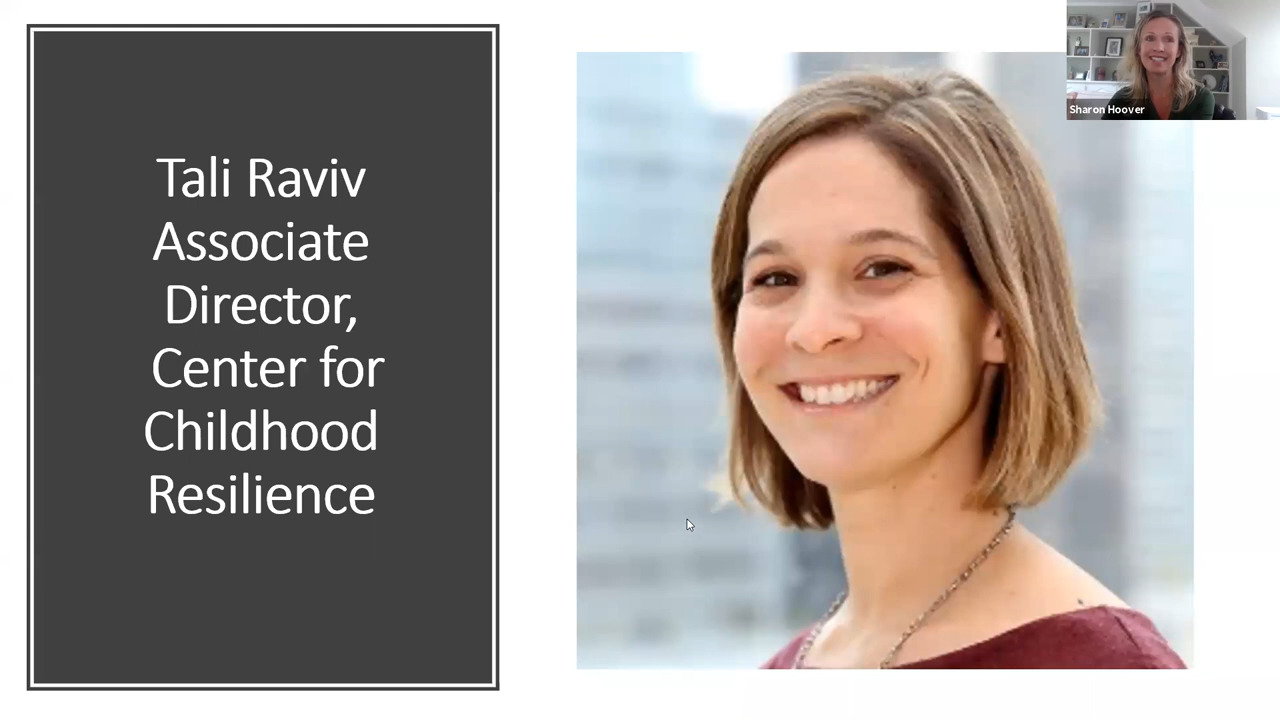 Tali Raviv
Associate
Director,
Center for
Childhood
Resilience
Sharon Hoover